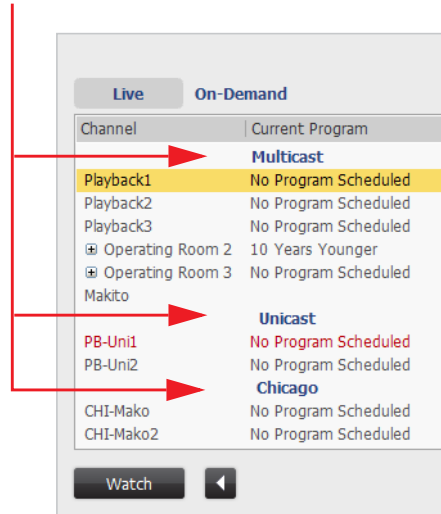 Live On-Demand
Channel Current Program
Multicast
Playback1 No Program Scheduled
Playback2 No Program Scheduled
Playback3 No Program Scheduled
Operating Room 2 10 Years Younger
Operating Room 3 No Program Scheduled
Makito
Unicast
PB-Uni1 No Program Scheduled
PB-Uni2 No Program Scheduled
Chicago
CHI-Mako No Program Scheduled
CHI-Mako2 No Program Scheduled
Watch